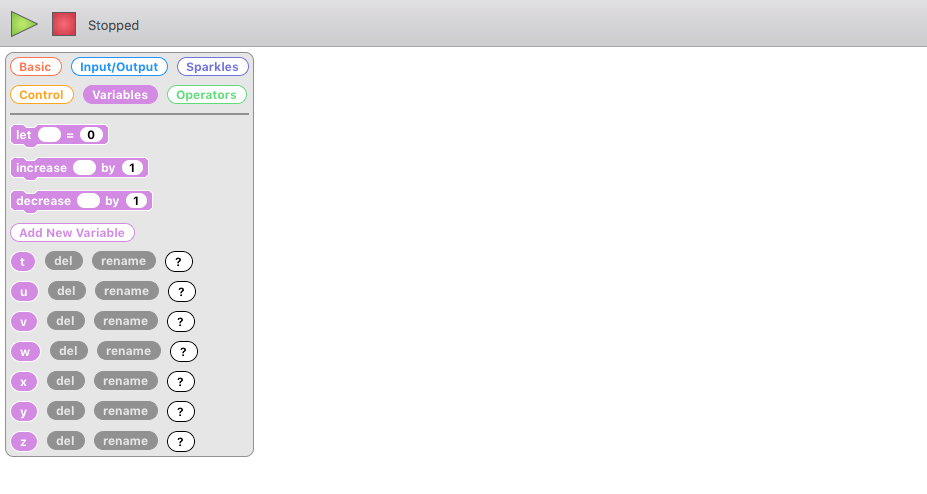 Stopped
Basic Input/Output Sparkles
Control Variables Operators
let = 0
increase by 1
decrease by 1
Add New Variable
t del rename ?
u del rename ?
v del rename ?
w del rename ?
x del rename ?
y del rename ?
z del rename ?